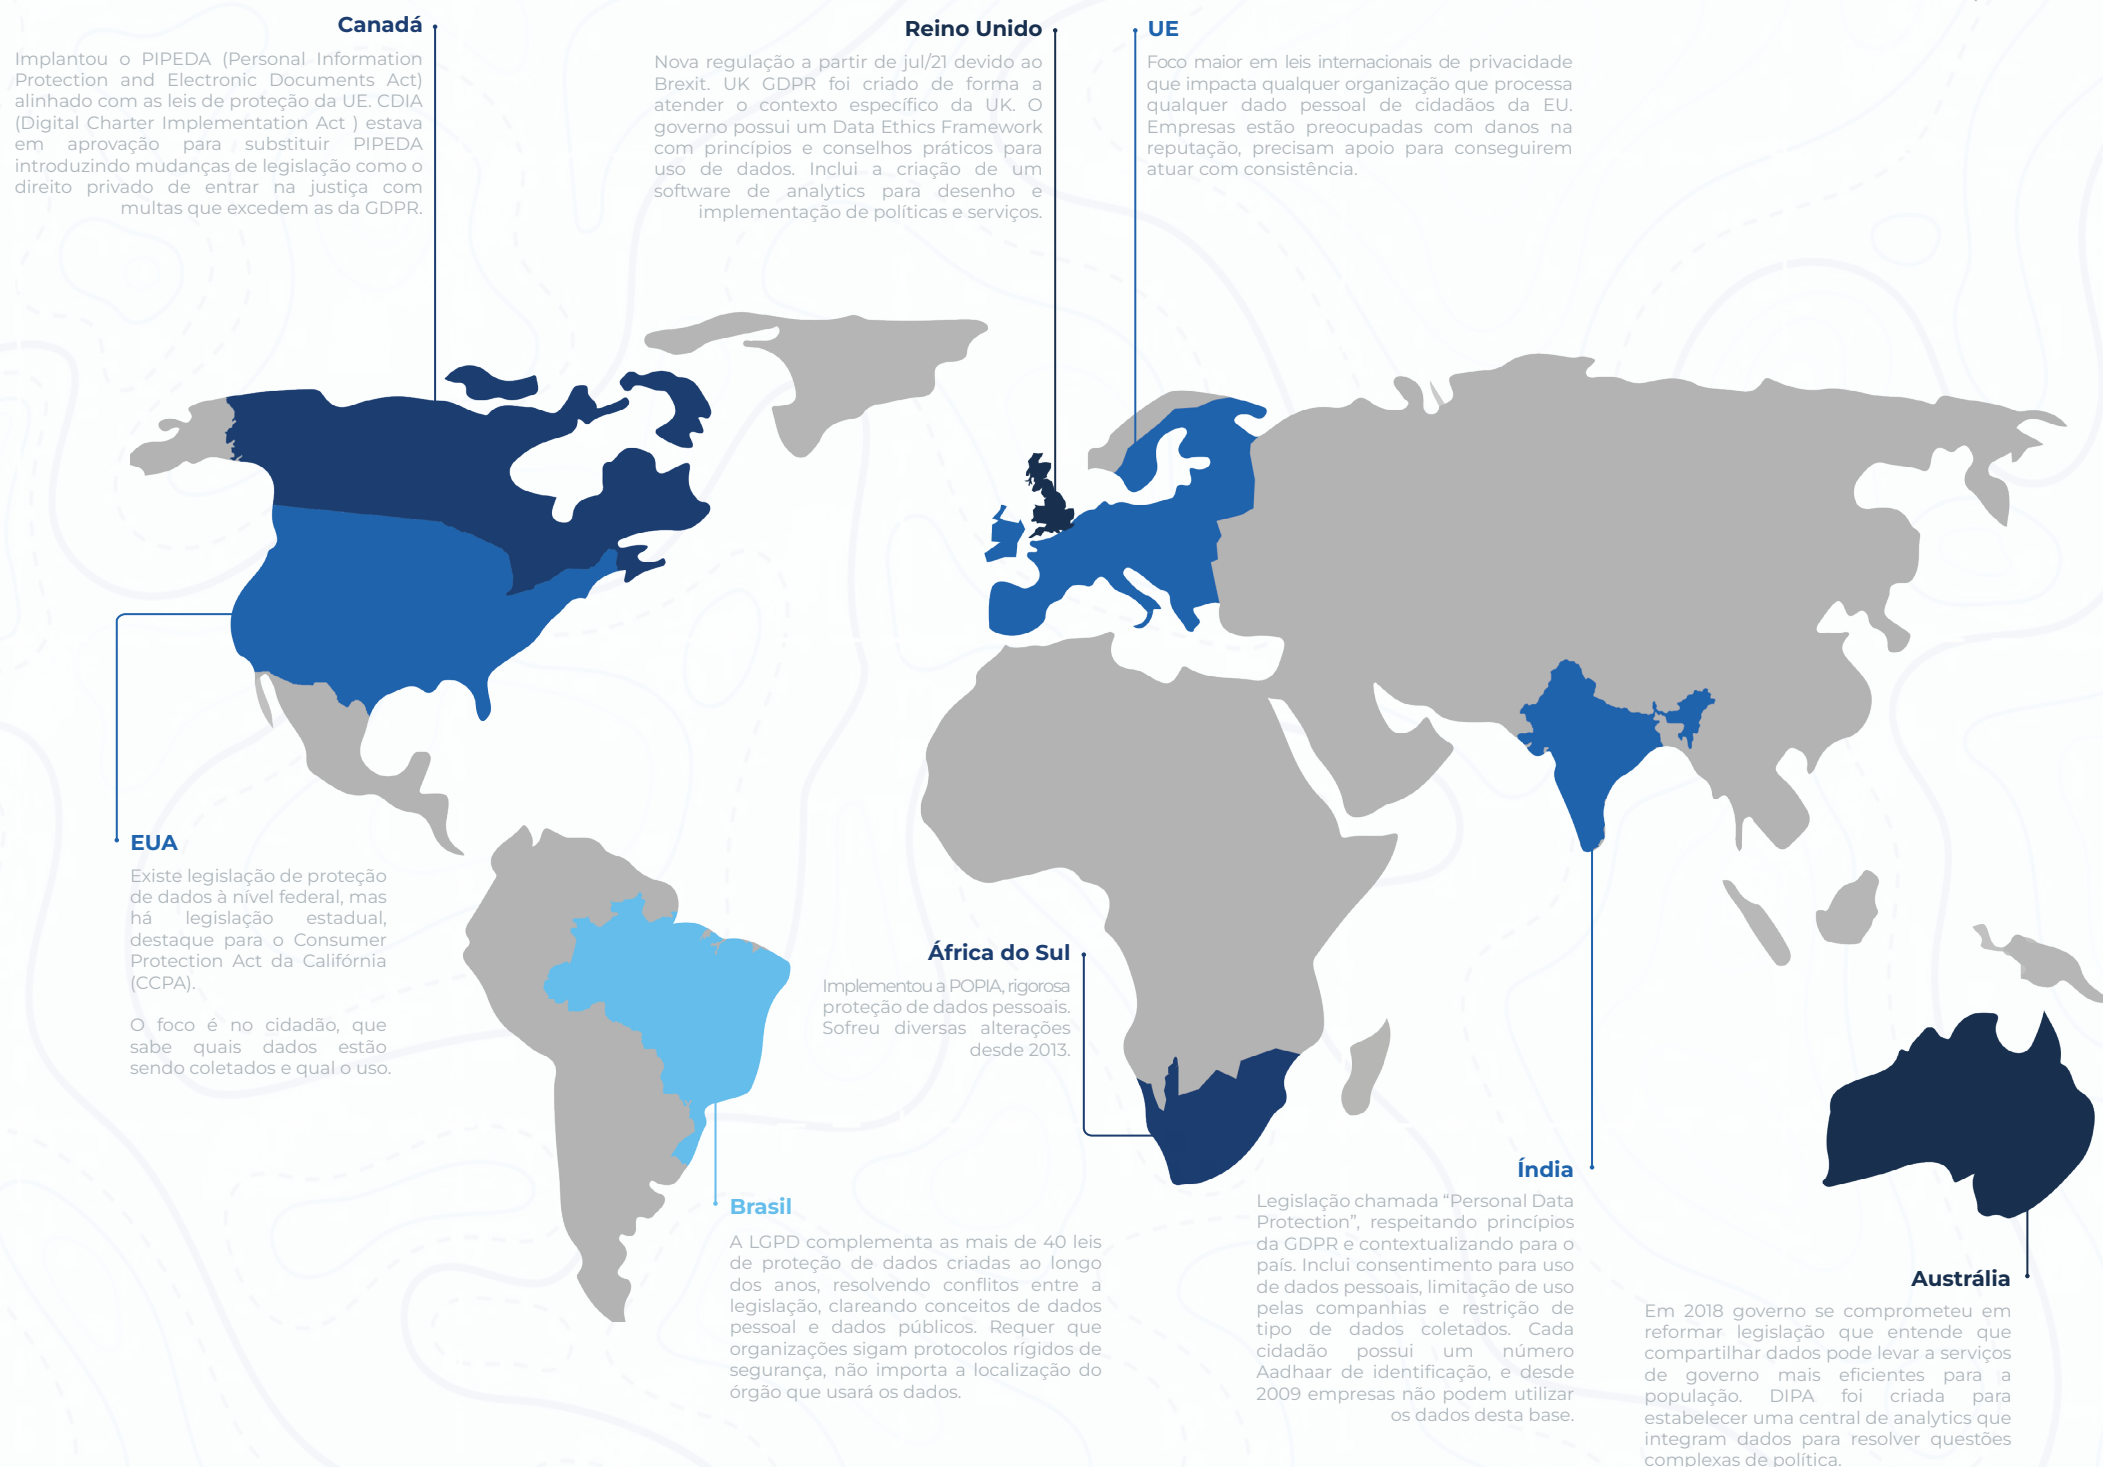 Canadá
Implantou o PIPEDA (Personal Information
Protection and Electronic Documents Act)
alinhado com as leis de proteção da UE. CDIA
(Digital Charter Implementation Act ) estava
em aprovação para substituir PIPEDA
introduzindo mudanças de legislação como o
direito privado de entrar na justiça com
multas que excedem as da GDPR.
Reino Unido
Nova regulação a partir de jul/21 devido ao
Brexit. UK GDPR foi criado de forma a
atender o contexto específico da UK. O
governo possui um Data Ethics Framework
com princípios e conselhos práticos para
uso de dados. Inclui a criação de um
software de analytics para desenho e
implementação de políticas e serviços.
UE
Foco maior em leis internacionais de privacidade
que impacta qualquer organização que processa
qualquer dado pessoal de cidadãos da EU.
Empresas estão preocupadas com danos na
reputação, precisam apoio para conseguirem
atuar com consistência.
EUA
Existe legislação de proteção
de dados à nível federal, mas
há legislação estadual,
destaque para o Consumer
Protection Act da Califórnia
(CCPA).
O foco é no cidadão, que
sabe quais dados estão
sendo coletados e qual o uso.
África do Sul
Implementou a POPIA, rigorosa
proteção de dados pessoais.
Sofreu diversas alterações
desde 2013.
Brasil
A LGPD complementa as mais de 40 leis
de proteção de dados criadas ao longo
dos anos, resolvendo conflitos entre a
legislação, clareando conceitos de dados
pessoal e dados públicos. Requer que
organizações sigam protocolos rígidos de
segurança, não importa a localização do
órgão que usará os dados.
Índia
Legislação chamada “Personal Data
Protection”, respeitando princípios
da GDPR e contextualizando para o
país. Inclui consentimento para uso
de dados pessoais, limitação de uso
pelas companhias e restrição de
tipo de dados coletados. Cada
cidadão possui um número
Aadhaar de identificação, e desde
2009 empresas não podem utilizar
os dados desta base.
Austrália
Em 2018 governo se comprometeu em
reformar legislação que entende que
compartilhar dados pode levar a serviços
de governo mais eficientes para a
população. DIPA foi criada para
estabelecer uma central de analytics que
integram dados para resolver questões
complexas de política.